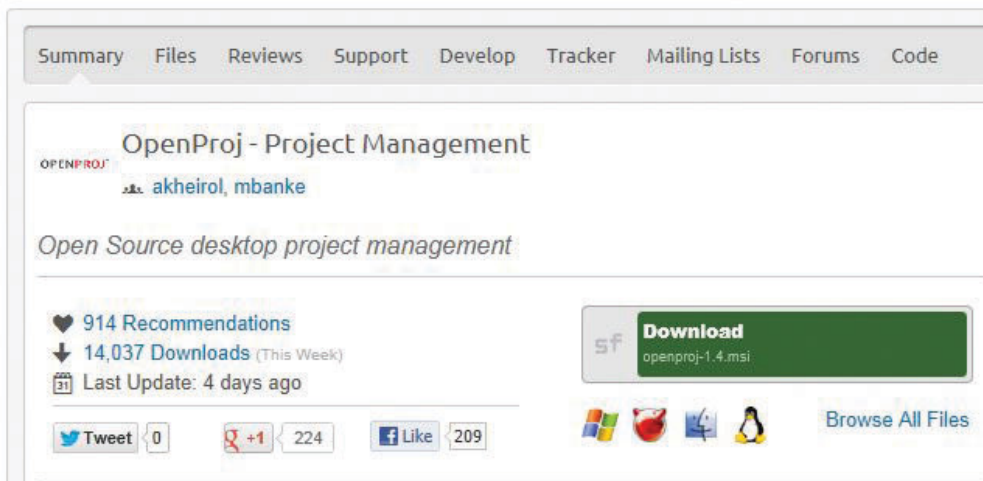 Summary Files Reviews Support Develop Tracker Mailing Lists Forums Code
OPENPROJ
OpenProj - Project Management
akheirol, mbanke
Open Source desktop project management
914 Recommendations
14,037 Downloads (This Week)
31 Last Update: 4 days ago
sf Download
openproj-1.4.msi
Tweet 0 g +1 224 f Like 209
Browse All Files